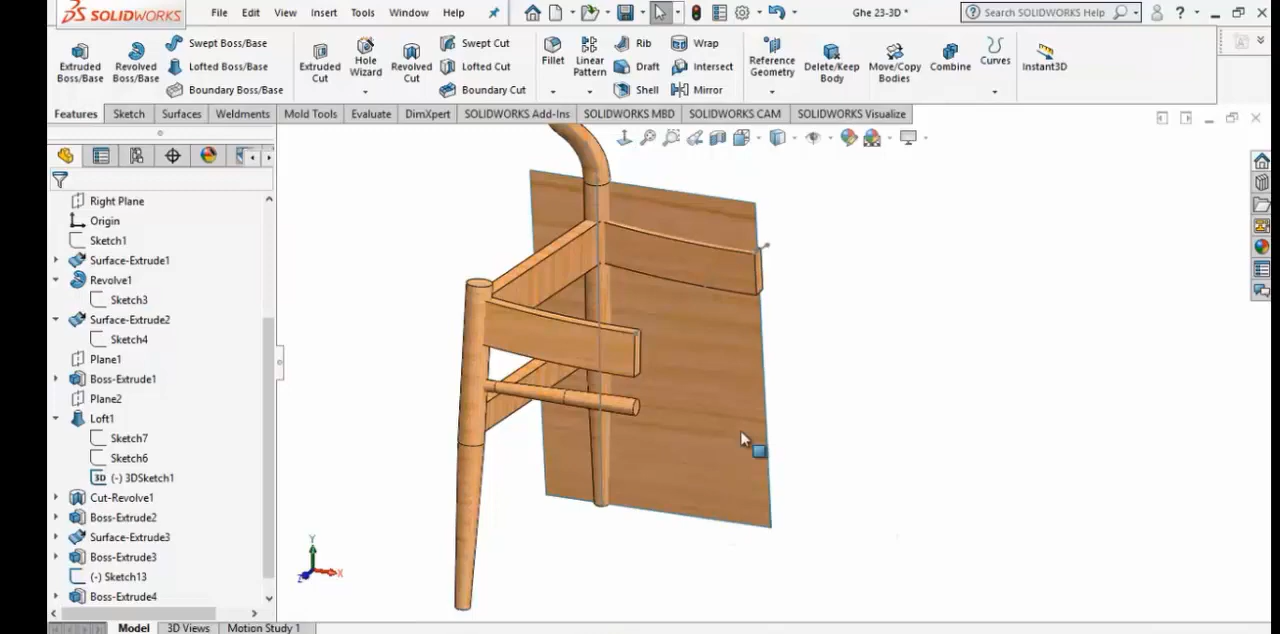 SOLIDWORKS File Edit View Insert Tools Window Help Ghe 23-3D * Search SOLIDWORKS Help
Extruded Boss/Base
Revolved Boss/Base
Swept Boss/Base
Lofted Boss/Base
Boundary Boss/Base
Extruded Cut
Hole Wizard
Revolved Cut
Swept Cut
Lofted Cut
Boundary Cut
Fillet
Linear Pattern
Rib
Draft
Shell
Wrap
Intersect
Mirror
Reference Geometry
Delete/Keep Body
Move/Copy Bodies
Combine
Curves
Instant3D
Features Sketch Surfaces Weldments Mold Tools Evaluate DimXpert SOLIDWORKS Add-Ins SOLIDWORKS MBD SOLIDWORKS CAM SOLIDWORKS Visualize
Right Plane
Origin
Sketch1
Surface-Extrude1
Revolve1
Sketch3
Surface-Extrude2
Sketch4
Plane1
Boss-Extrude1
Plane2
Loft1
Sketch7
Sketch6
3D (-) 3DSketch1
Cut-Revolve1
Boss-Extrude2
Surface-Extrude3
Boss-Extrude3
(-) Sketch13
Boss-Extrude4
Y
Z X
Model 3D Views Motion Study 1